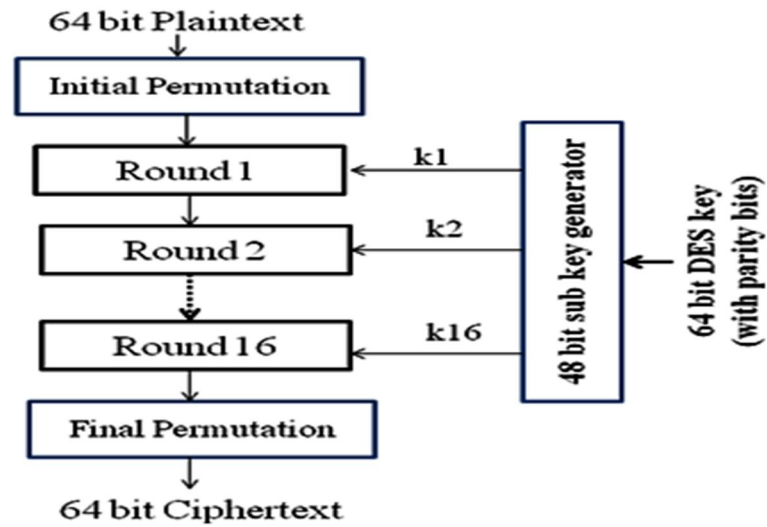 64 bit Plaintext
Initial Permutation
Round 1
k1
Round 2
k2
Round 16
k16
Final Permutation
64 bit Ciphertext
48 bit sub key generator
64 bit DES key
(with parity bits)